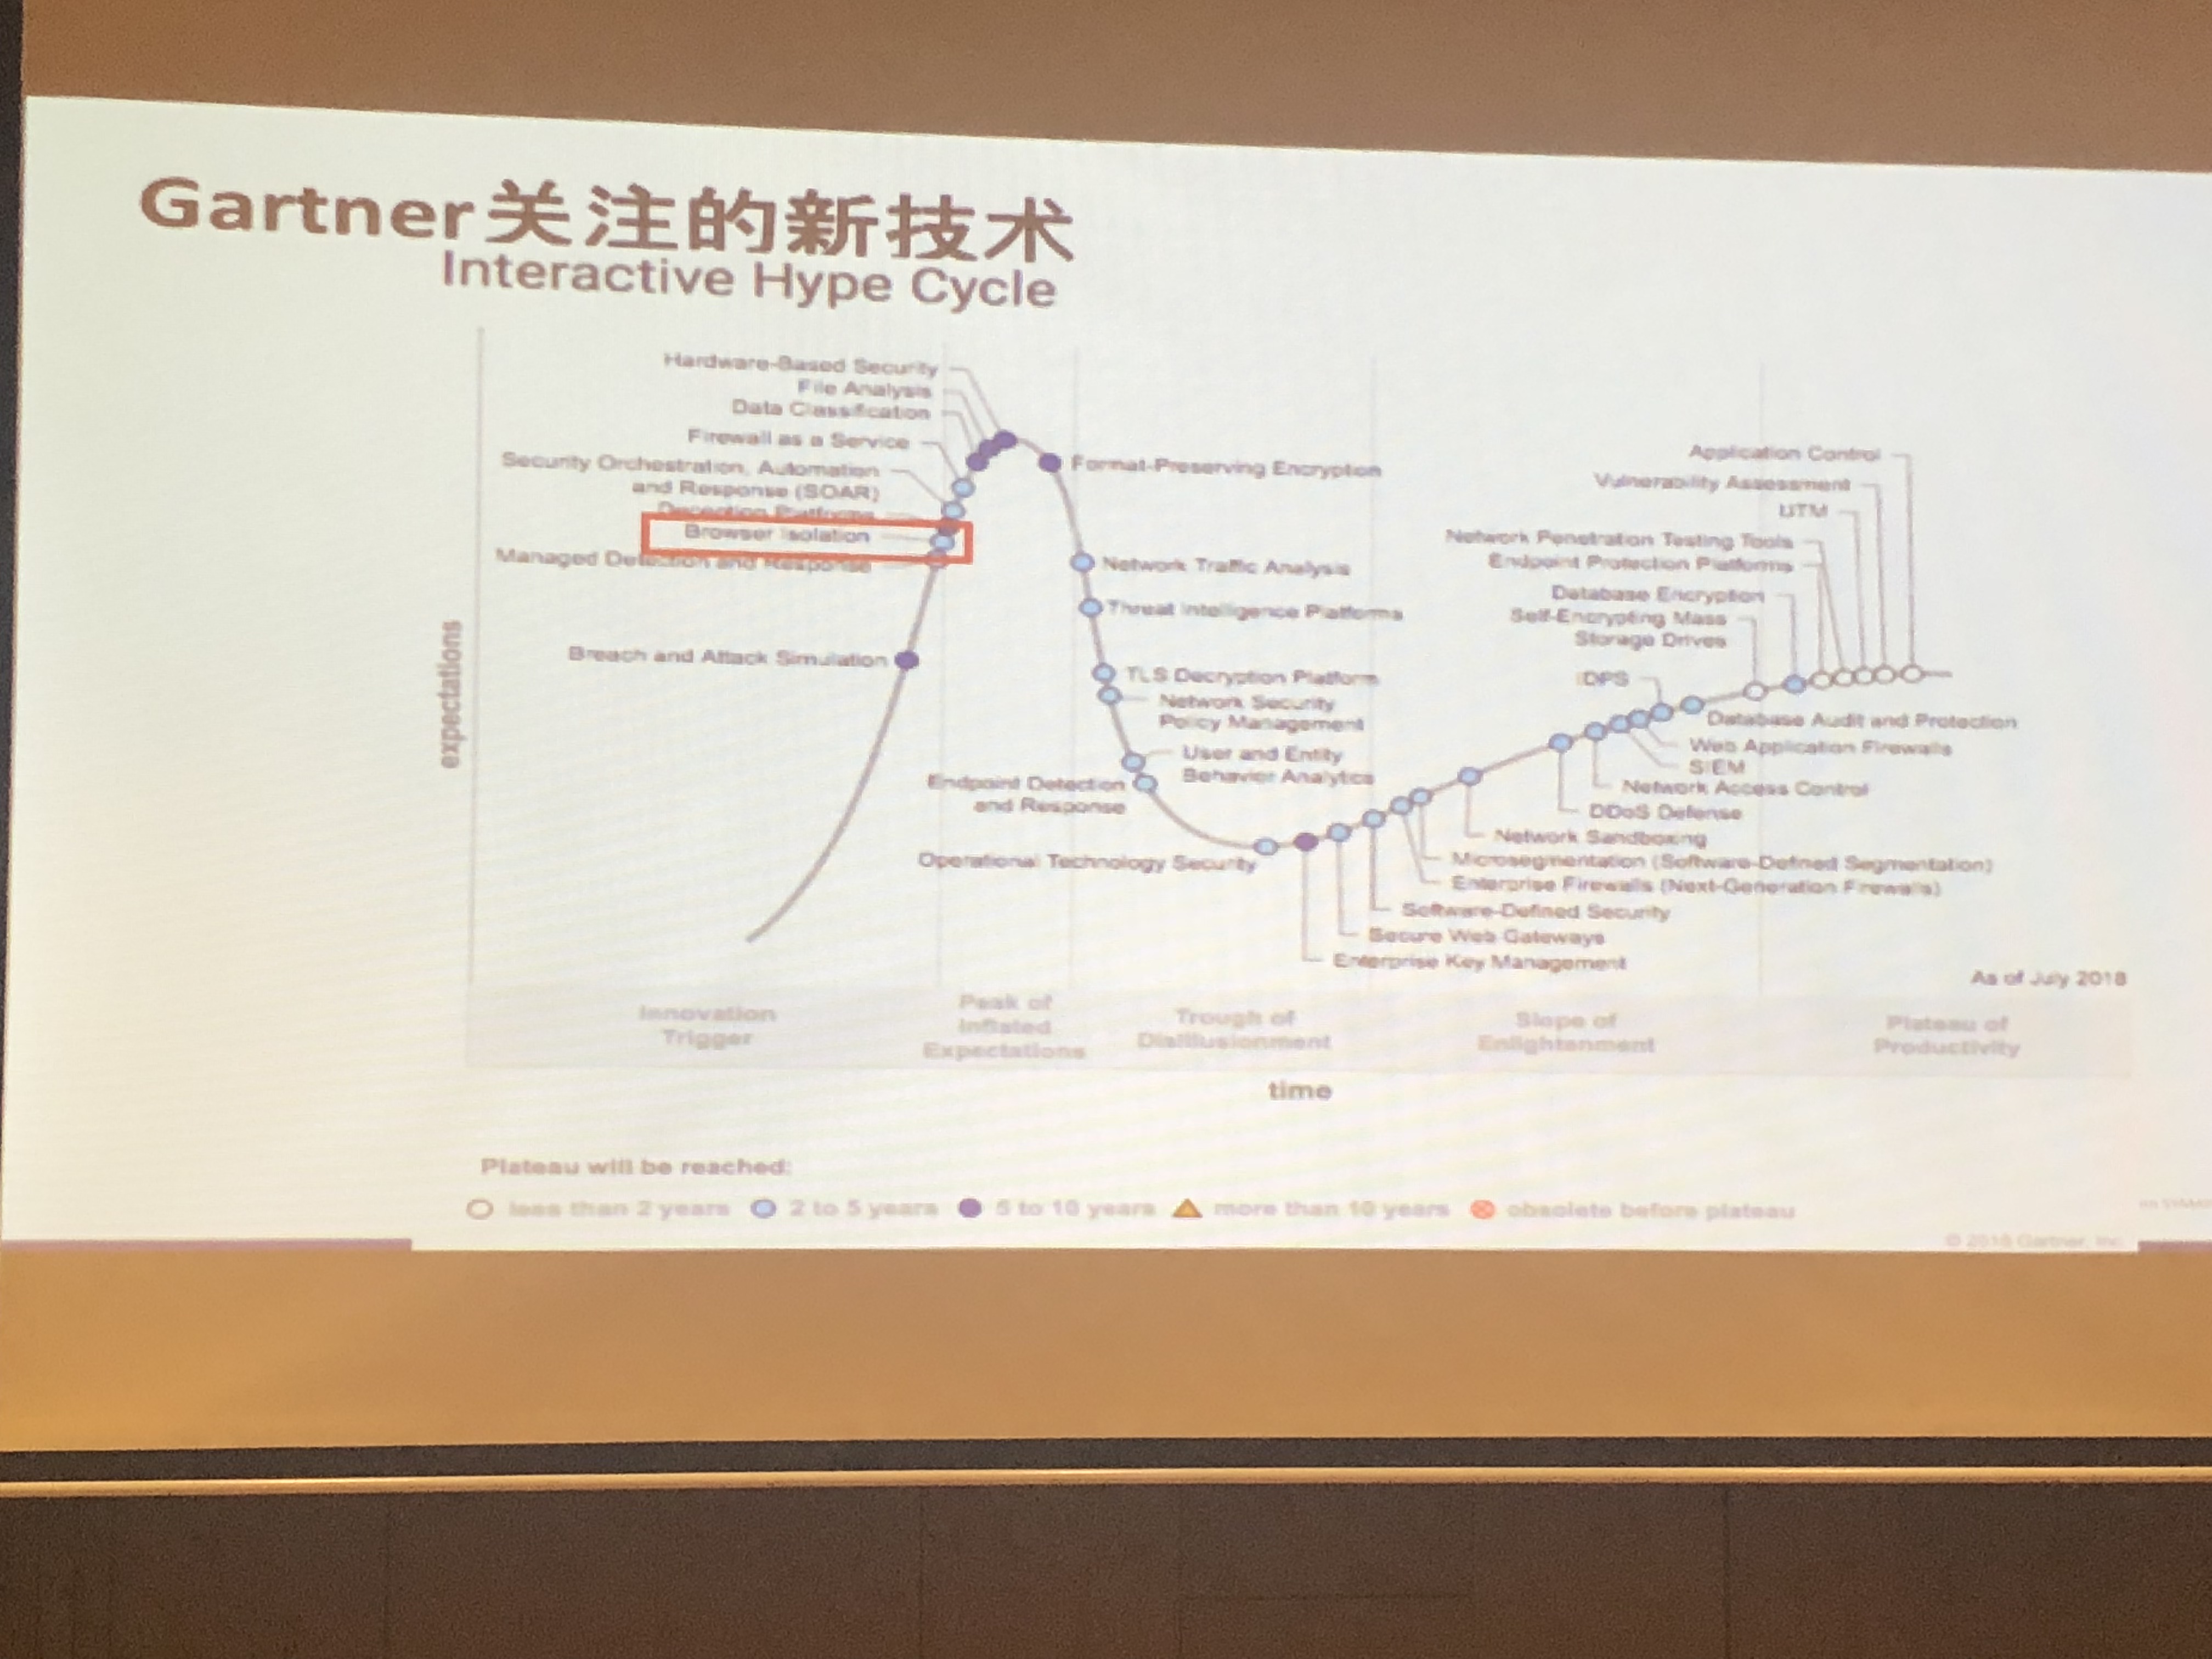 Gartner关注的新技术
Interactive Hype Cycle
Hardware-Based Security
File Analysis
Data Classification
Firewall as a Service
Security Orchestration, Automation
and Response (SOAR)
Deception Platforms
Browser Isolation
Managed Detection and Response
Breach and Attack Simulation
expectations
Format-Preserving Encryption
Network Traffic Analysis
Threat Intelligence Platforms
TLS Decryption Platform
Network Security
Policy Management
User and Entity
Behavior Analytics
Endpoint Detection
and Response
Operational Technology Security
Application Control
Vulnerability Assessment
UTM
Network Penetration Testing Tools
Endpoint Protection Platforms
Database Encryption
Self-Encrypting Mass
Storage Drives
IDPS
Database Audit and Protection
Web Application Firewalls
SIEM
Network Access Control
DDoS Defense
Network Sandboxing
Microsegmentation (Software-Defined Segmentation)
Enterprise Firewalls (Next-Generation Firewalls)
Software-Defined Security
Secure Web Gateways
Enterprise Key Management
As of July 2018
Innovation
Trigger
Peak of
Inflated
Expectations
Trough of
Disillusionment
Slope of
Enlightenment
Plateau of
Productivity
time
Plateau will be reached:
less than 2 years 2 to 5 years 5 to 10 years more than 10 years obsolete before plateau
© 2018 Gartner, Inc.